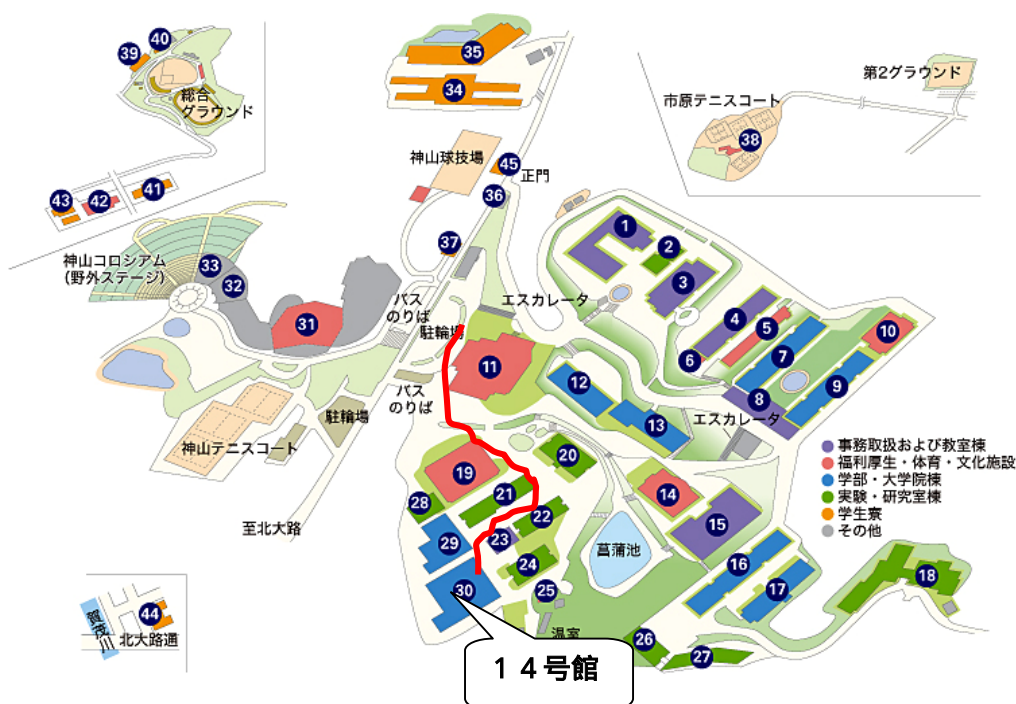 40
39
35
総合
グラウンド
34
第2グラウンド
市原テニスコート
38
神山球技場
45
正門
43
42
41
36
1
2
37
神山コロシアム
(野外ステージ)
33
32
3
バス
のりば
エスカレータ
駐輪場
31
4
5
10
11
6
7
12
8
9
バス
のりば
13
エスカレータ
駐輪場
神山テニスコート
事務取扱および教室棟
福利厚生・体育・文化施設
学部・大学院棟
実験・研究室棟
学生寮
その他
20
19
14
21
28
22
15
至北大路
29
23
菖蒲池
24
16
30
25
17
18
賀茂川
44
北大路通
温室
26
27
14号館